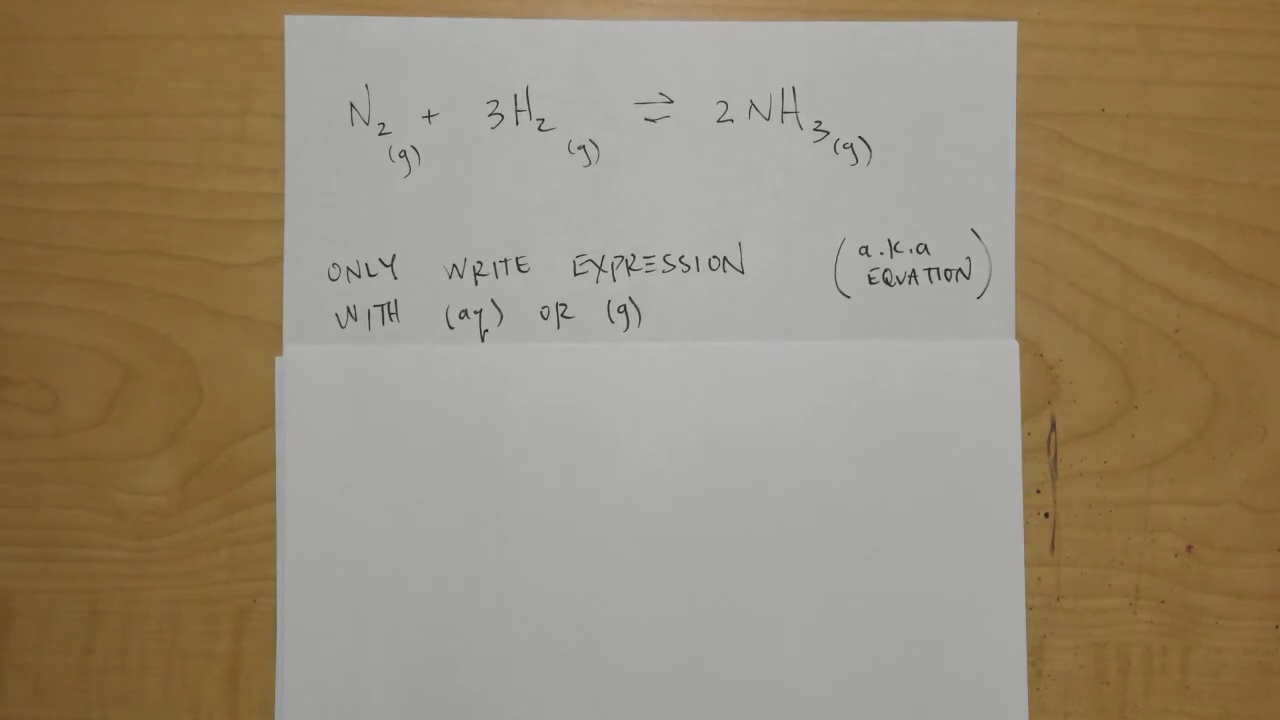 N₂(g) + 3H₂(g) ⇌ 2NH₃(g)
ONLY WRITE EXPRESSION (a.k.a
EQUATION)
WITH (aq) OR (g)